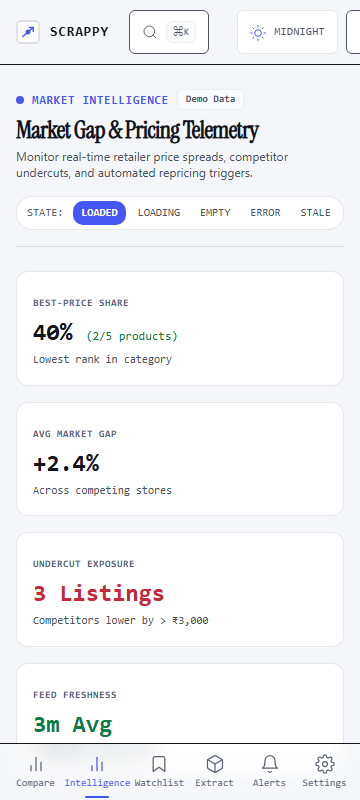 SCRAPPY
⌘K
MIDNIGHT
MARKET INTELLIGENCE
Demo Data
Market Gap & Pricing Telemetry
Monitor real-time retailer price spreads, competitor
undercuts, and automated repricing triggers.
STATE: LOADED LOADING EMPTY ERROR STALE
BEST-PRICE SHARE
40% (2/5 products)
Lowest rank in category
AVG MARKET GAP
+2.4%
Across competing stores
UNDERCUT EXPOSURE
3 Listings
Competitors lower by > ₹3,000
FEED FRESHNESS
3m Avg
Compare Intelligence Watchlist Extract Alerts Settings